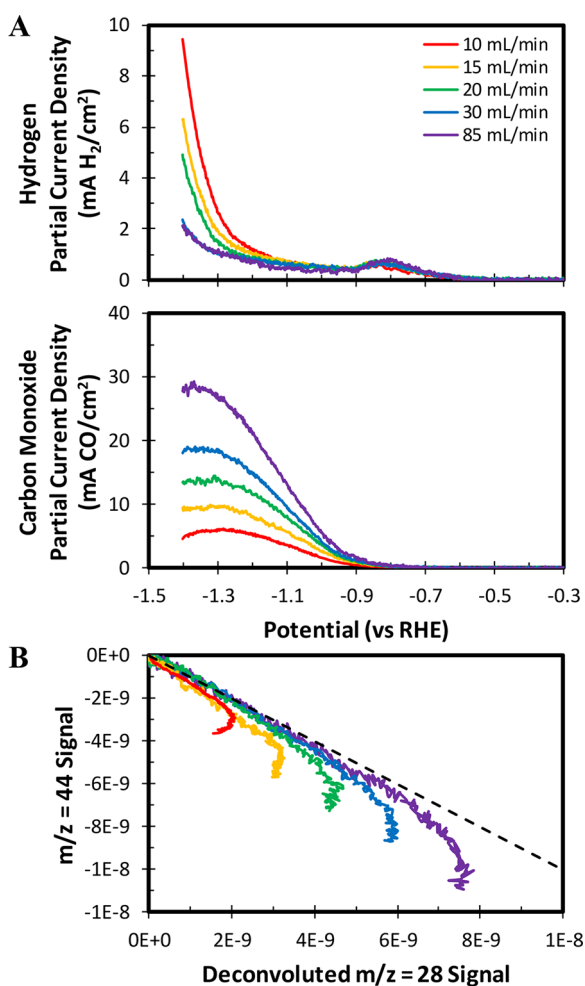 A
Hydrogen
Partial Current Density
(mA H₂/cm²)
10
8
6
4
2
0
10 mL/min
15 mL/min
20 mL/min
30 mL/min
85 mL/min
Carbon Monoxide
Partial Current Density
(mA CO/cm²)
40
30
20
10
0
-1.5 -1.3 -1.1 -0.9 -0.7 -0.5 -0.3
Potential (vs RHE)
B
m/z = 44 Signal
0E+0
-2E-9
-4E-9
-6E-9
-8E-9
-1E-8
-1E-8
0E+0 2E-9 4E-9 6E-9 8E-9 1E-8
Deconvoluted m/z = 28 Signal